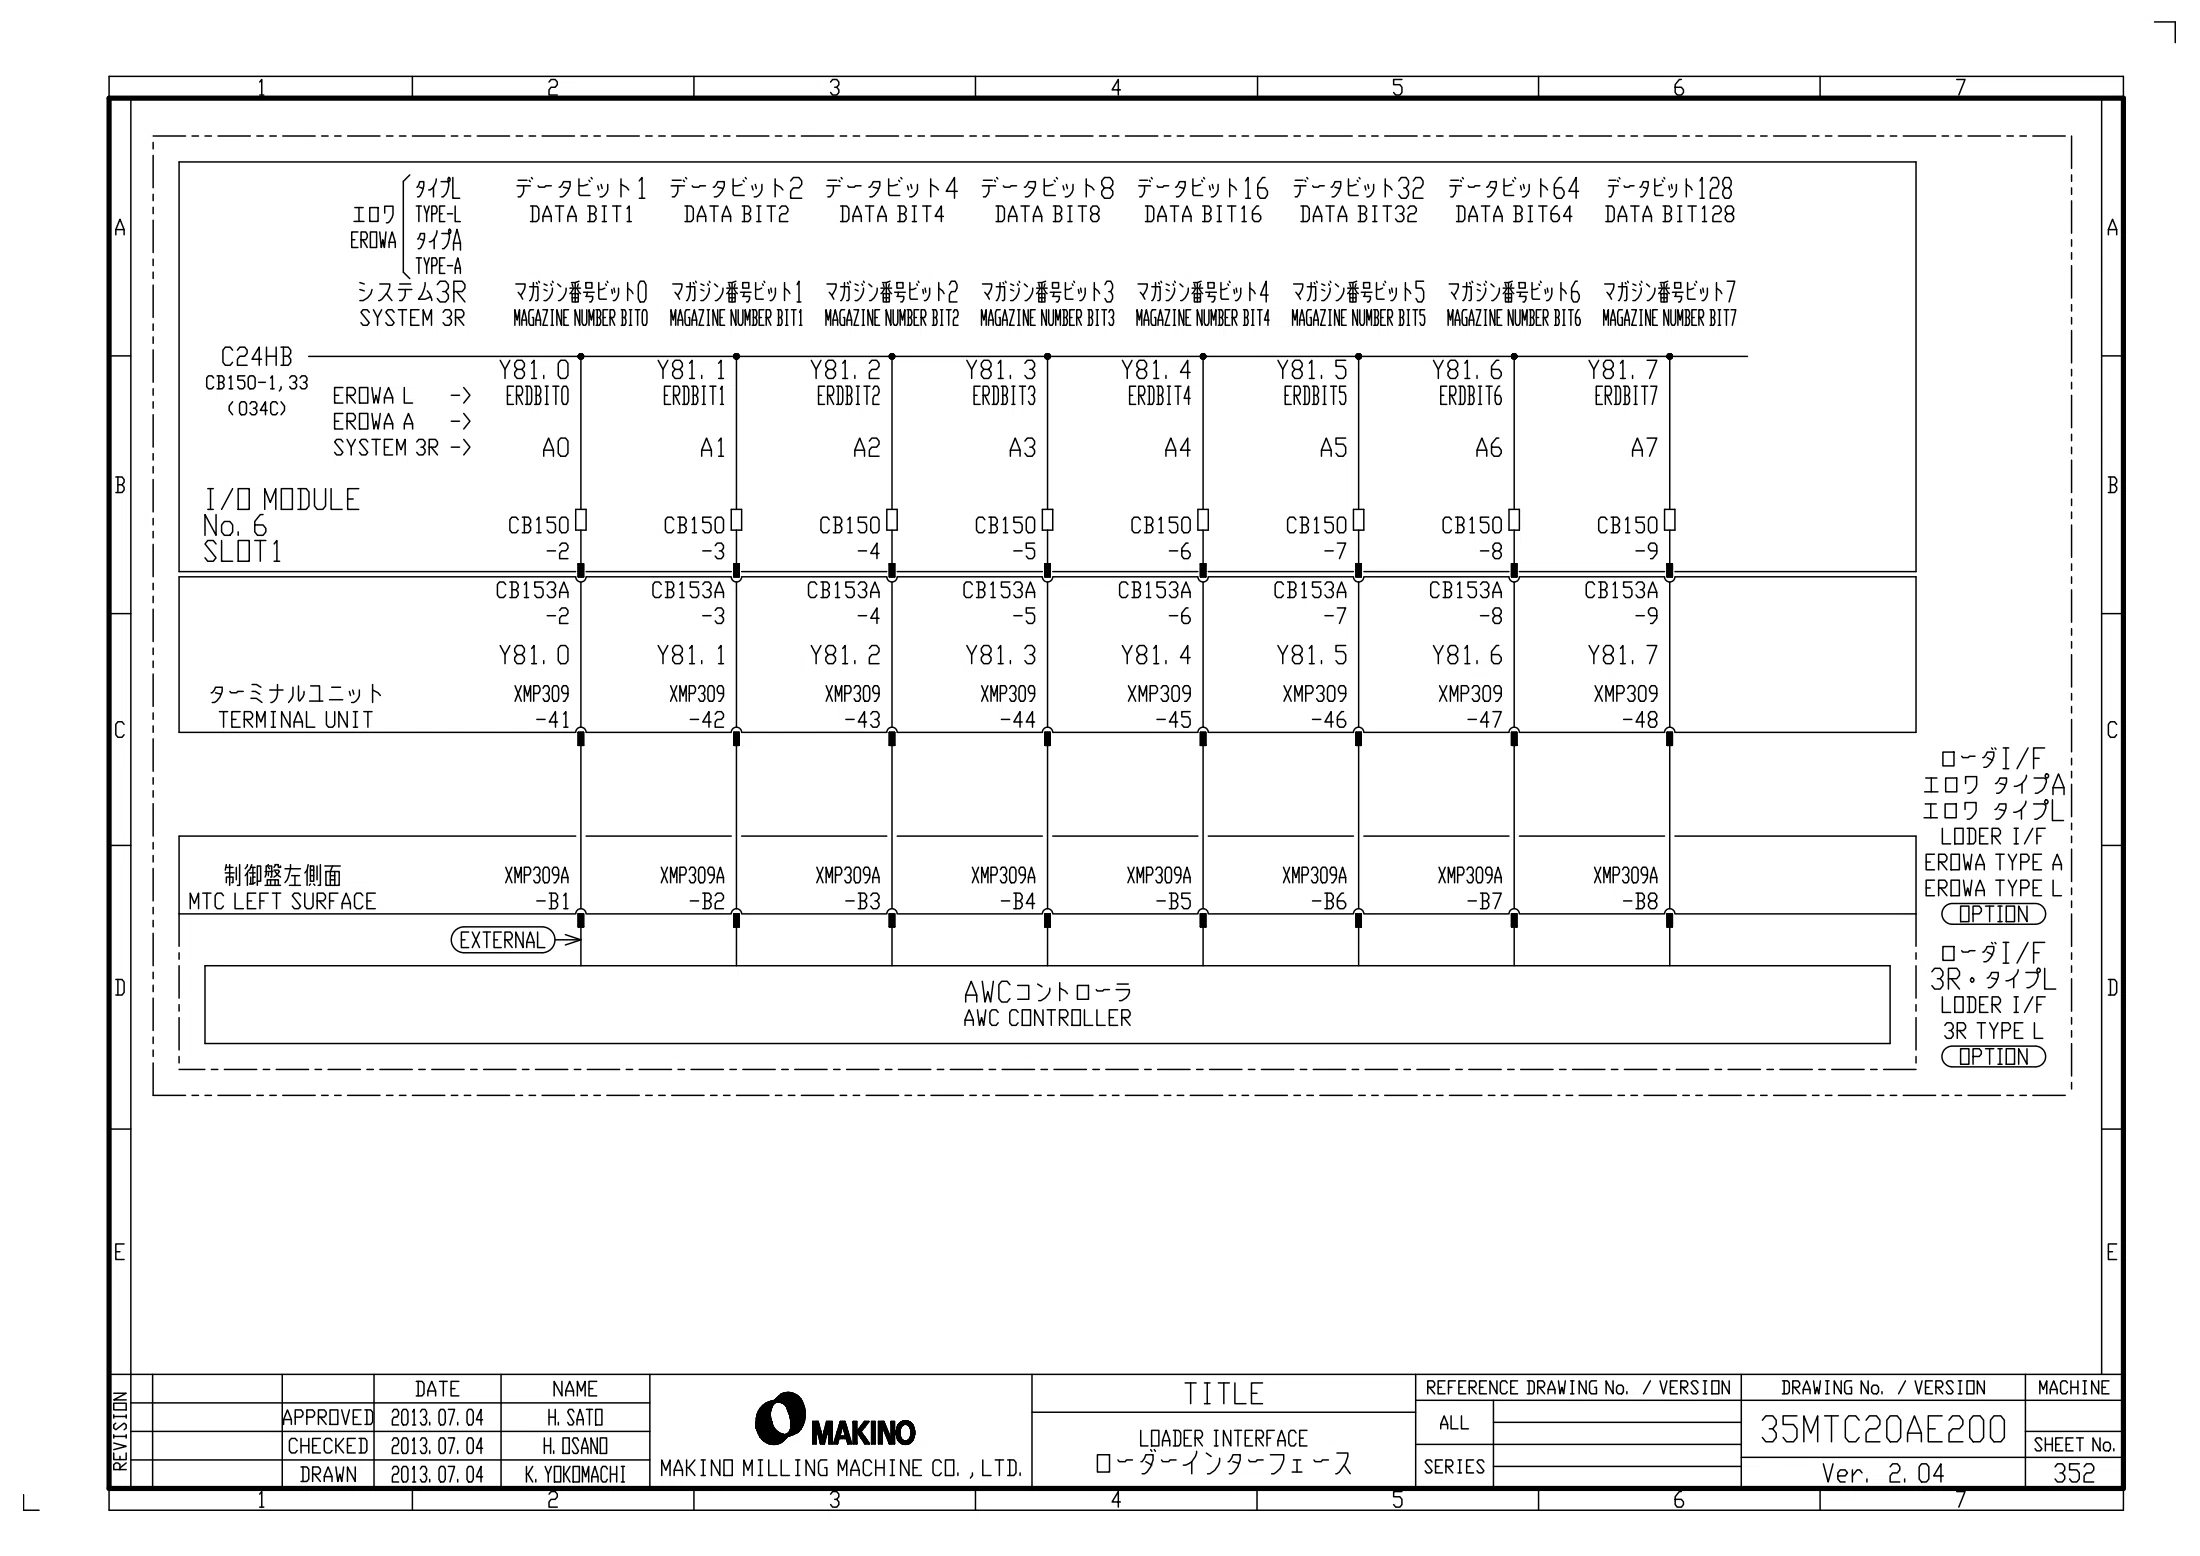 1 2 3 4 5 6 7
タイプL データビット1 データビット2 データビット4 データビット8 データビット16 データビット32 データビット64 データビット128
エロワ TYPE-L DATA BIT1 DATA BIT2 DATA BIT4 DATA BIT8 DATA BIT16 DATA BIT32 DATA BIT64 DATA BIT128
A EROWA タイプA A
TYPE-A
システム3R マガジン番号ビット0 マガジン番号ビット1 マガジン番号ビット2 マガジン番号ビット3 マガジン番号ビット4 マガジン番号ビット5 マガジン番号ビット6 マガジン番号ビット7
SYSTEM 3R MAGAZINE NUMBER BIT0 MAGAZINE NUMBER BIT1 MAGAZINE NUMBER BIT2 MAGAZINE NUMBER BIT3 MAGAZINE NUMBER BIT4 MAGAZINE NUMBER BIT5 MAGAZINE NUMBER BIT6 MAGAZINE NUMBER BIT7
C24HB Y81.0 Y81.1 Y81.2 Y81.3 Y81.4 Y81.5 Y81.6 Y81.7
CB150-1,33
(034C)
EROWA L -> ERDBIT0 ERDBIT1 ERDBIT2 ERDBIT3 ERDBIT4 ERDBIT5 ERDBIT6 ERDBIT7
EROWA A ->
SYSTEM 3R -> A0 A1 A2 A3 A4 A5 A6 A7
B B
I/O MODULE
No. 6 CB150 CB150 CB150 CB150 CB150 CB150 CB150 CB150
SLOT1 -2 -3 -4 -5 -6 -7 -8 -9
CB153A CB153A CB153A CB153A CB153A CB153A CB153A CB153A
-2 -3 -4 -5 -6 -7 -8 -9
Y81.0 Y81.1 Y81.2 Y81.3 Y81.4 Y81.5 Y81.6 Y81.7
ターミナルユニット XMP309 XMP309 XMP309 XMP309 XMP309 XMP309 XMP309 XMP309
TERMINAL UNIT -41 -42 -43 -44 -45 -46 -47 -48
C C
ローダI/F
エロワ タイプA
エロワ タイプL
LODER I/F
EROWA TYPE A
EROWA TYPE L
OPTION
制御盤左側面 XMP309A XMP309A XMP309A XMP309A XMP309A XMP309A XMP309A XMP309A
MTC LEFT SURFACE -B1 -B2 -B3 -B4 -B5 -B6 -B7 -B8
EXTERNAL
ローダI/F
3R・タイプL
LODER I/F
3R TYPE L
OPTION
D D
AWCコントローラ
AWC CONTROLLER
E E
REVISION
DATE NAME
APPROVED 2013.07.04 H. SATO
CHECKED 2013.07.04 H. OSANO
DRAWN 2013.07.04 K. YOKOMACHI
MAKINO
MAKINO MILLING MACHINE CO.,LTD.
TITLE
LOADER INTERFACE
ローダーインターフェース
REFERENCE DRAWING No. / VERSION
ALL
SERIES
DRAWING No. / VERSION
35MTC20AE200
Ver. 2.04
MACHINE
SHEET No.
352
1 2 3 4 5 6 7